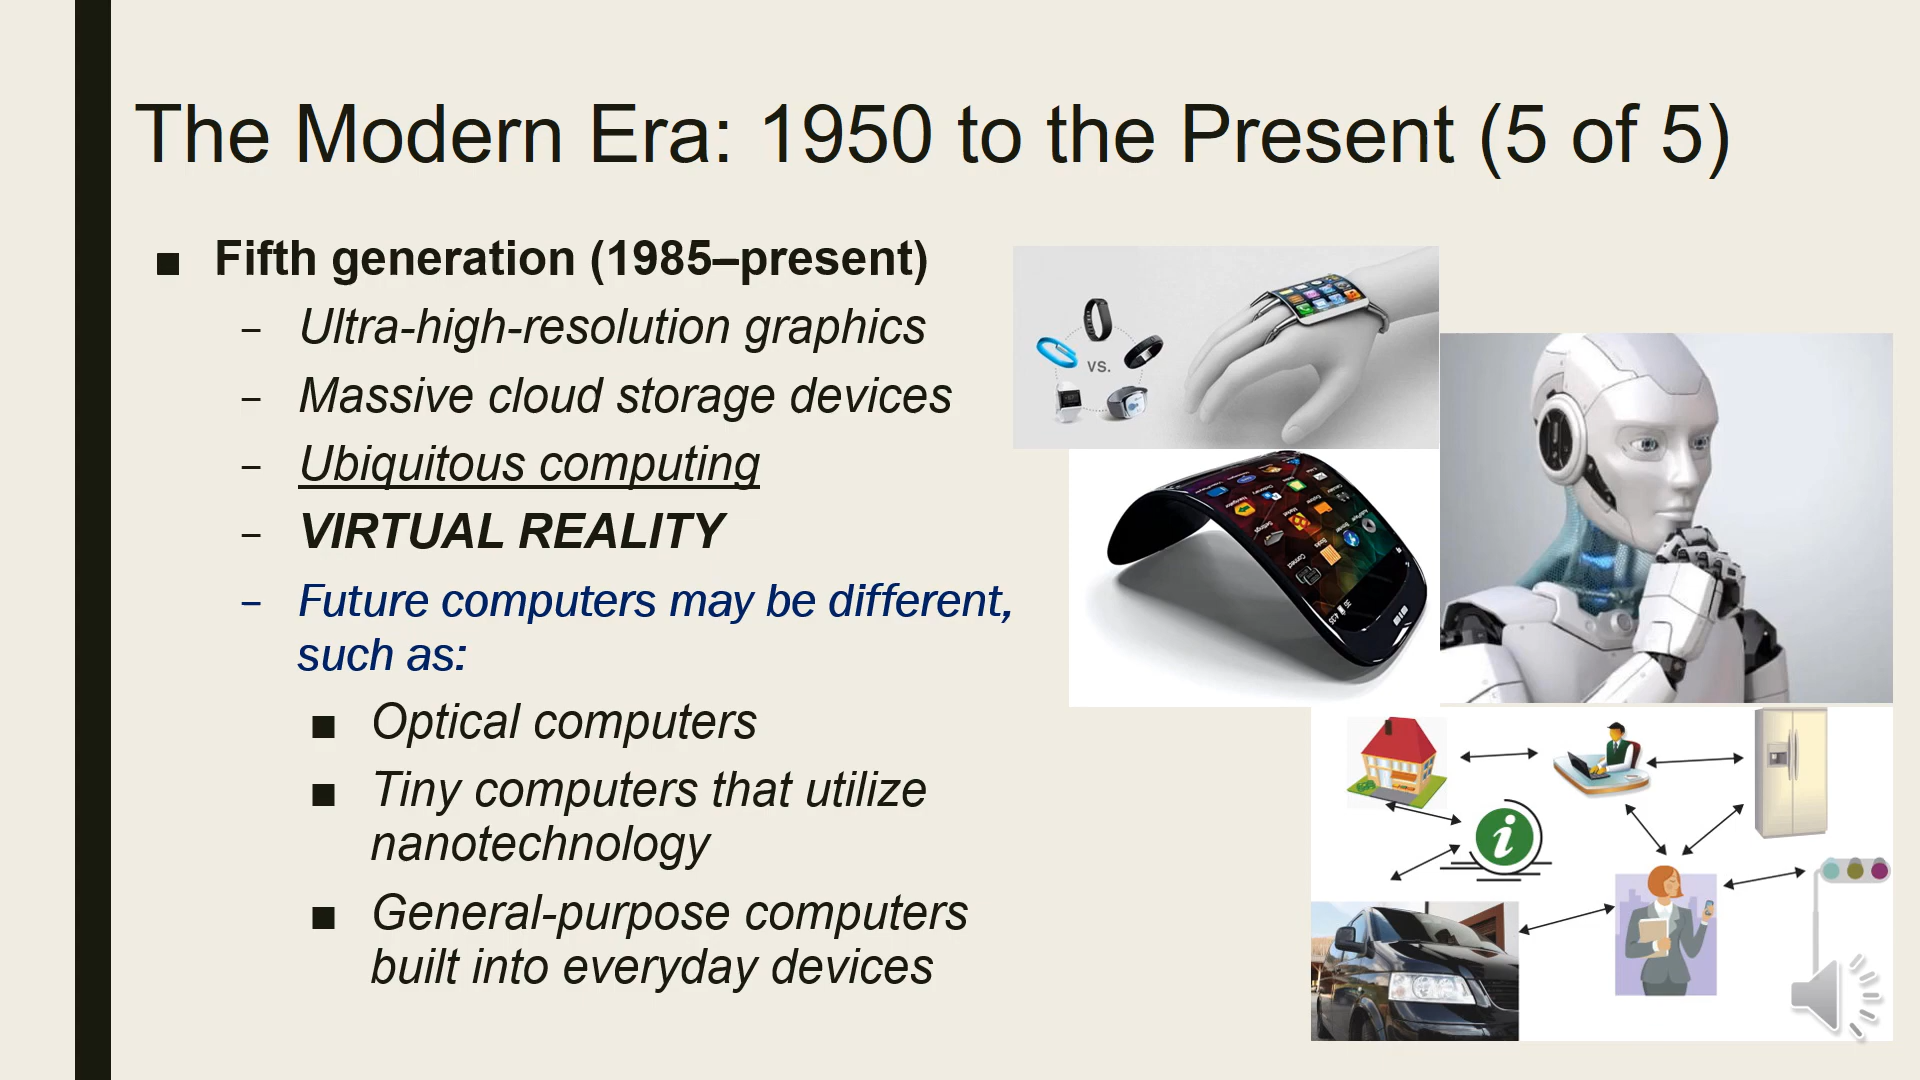 The Modern Era: 1950 to the Present (5 of 5)
■ Fifth generation (1985–present)
– Ultra-high-resolution graphics
– Massive cloud storage devices
– Ubiquitous computing
– VIRTUAL REALITY
– Future computers may be different,
such as:
■ Optical computers
■ Tiny computers that utilize
nanotechnology
■ General-purpose computers
built into everyday devices
VS.
i